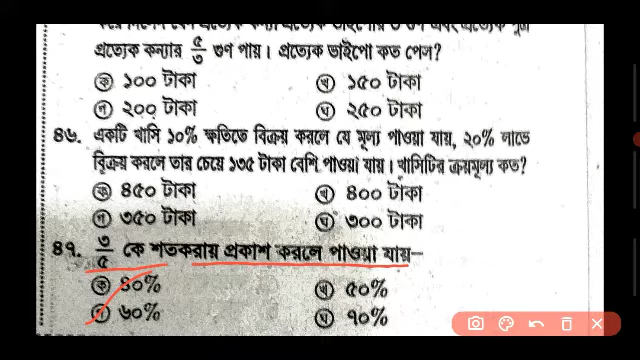 প্রত্যেক কন্যার ৫/৩ গুণ পায়। প্রত্যেক ভাইপো কত পেল?
ক ১০০ টাকা খ ১৫০ টাকা
গ ২০০ টাকা ঘ ২৫০ টাকা
৪৬. একটি খাসি ১০% ক্ষতিতে বিক্রয় করলে যে মূল্য পাওয়া যায়, ২০% লাভে
বিক্রয় করলে তার চেয়ে ১৩৫ টাকা বেশি পাওয়া যায়। খাসিটির ক্রয়মূল্য কত?
ক ৪৫০ টাকা খ ৪০০ টাকা
গ ৩৫০ টাকা ঘ ৩০০ টাকা
৪৭. ৩/৫ কে শতকরায় প্রকাশ করলে পাওয়া যায়–
ক ৪০% খ ৫০%
গ ৬০% ঘ ৭০%